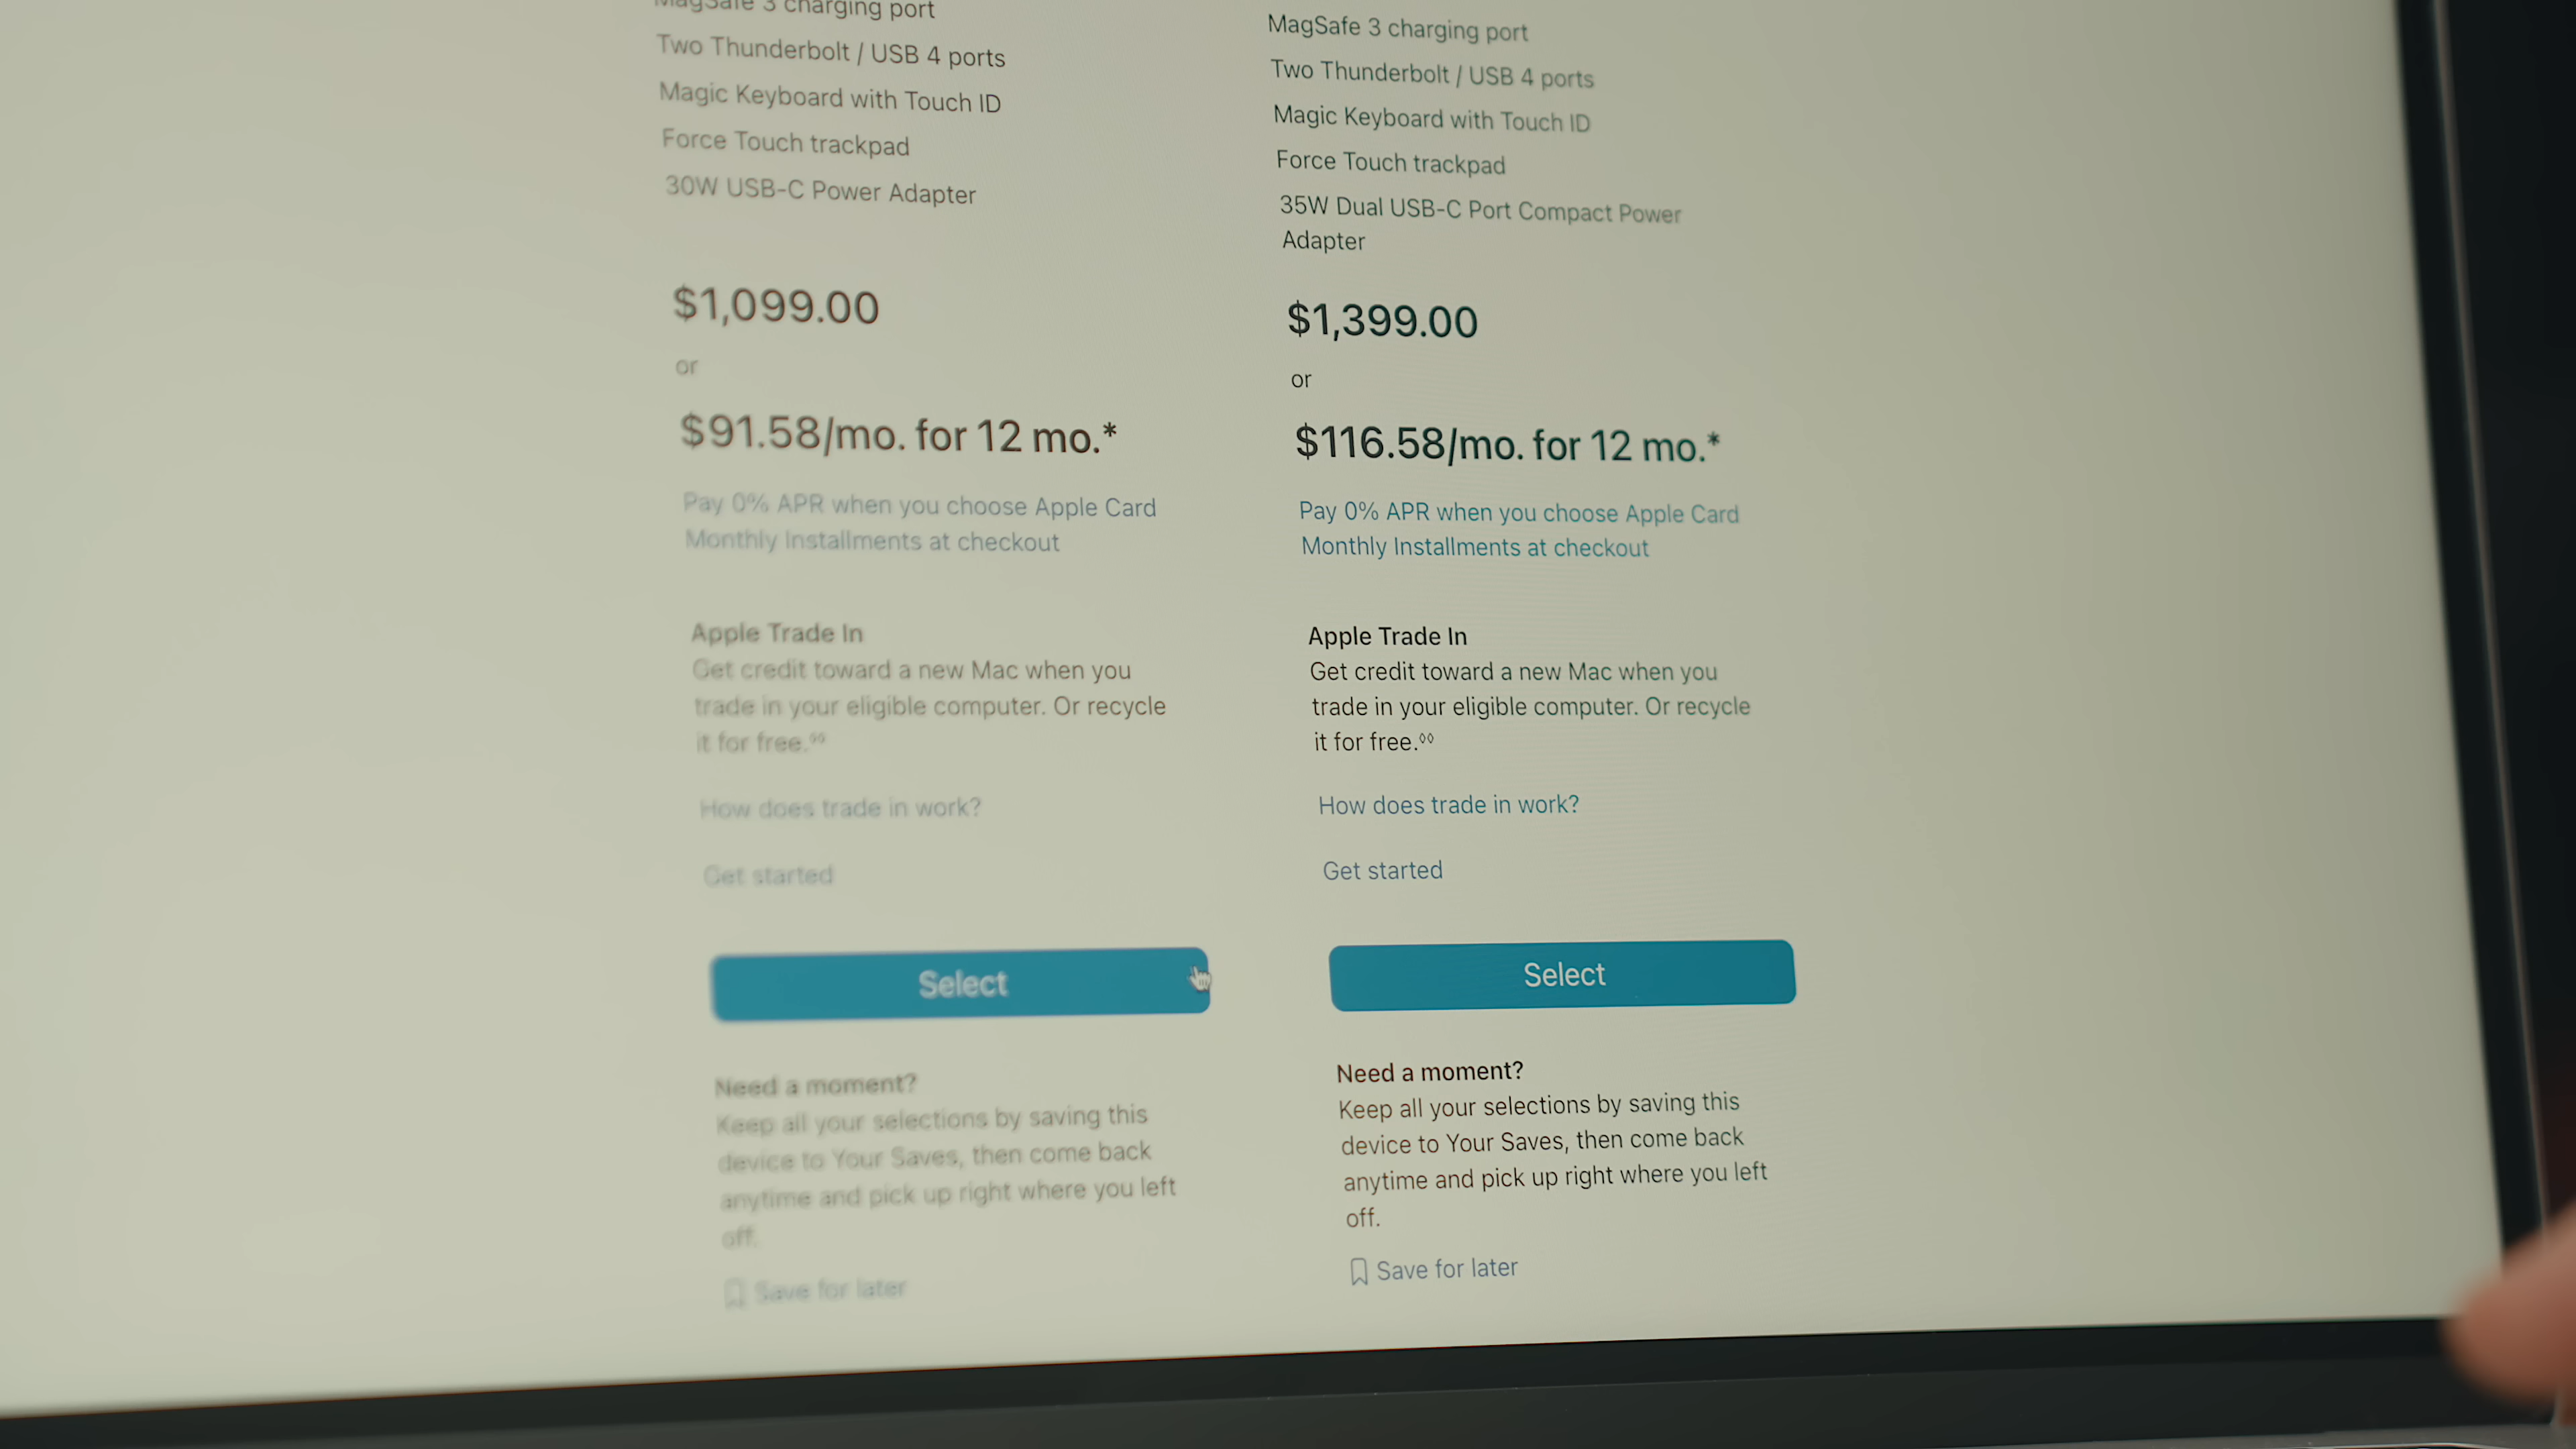 MagSafe 3 charging port
Two Thunderbolt / USB 4 ports
Magic Keyboard with Touch ID
Force Touch trackpad
30W USB-C Power Adapter
$1,099.00
or
$91.58/mo. for 12 mo.*
Pay 0% APR when you choose Apple Card
Monthly Installments at checkout
Apple Trade In
Get credit toward a new Mac when you
trade in your eligible computer. Or recycle
it for free.◊◊
How does trade in work?
Get started
Select
Need a moment?
Keep all your selections by saving this
device to Your Saves, then come back
anytime and pick up right where you left
off.
Save for later
MagSafe 3 charging port
Two Thunderbolt / USB 4 ports
Magic Keyboard with Touch ID
Force Touch trackpad
35W Dual USB-C Port Compact Power
Adapter
$1,399.00
or
$116.58/mo. for 12 mo.*
Pay 0% APR when you choose Apple Card
Monthly Installments at checkout
Apple Trade In
Get credit toward a new Mac when you
trade in your eligible computer. Or recycle
it for free.◊◊
How does trade in work?
Get started
Select
Need a moment?
Keep all your selections by saving this
device to Your Saves, then come back
anytime and pick up right where you left
off.
Save for later